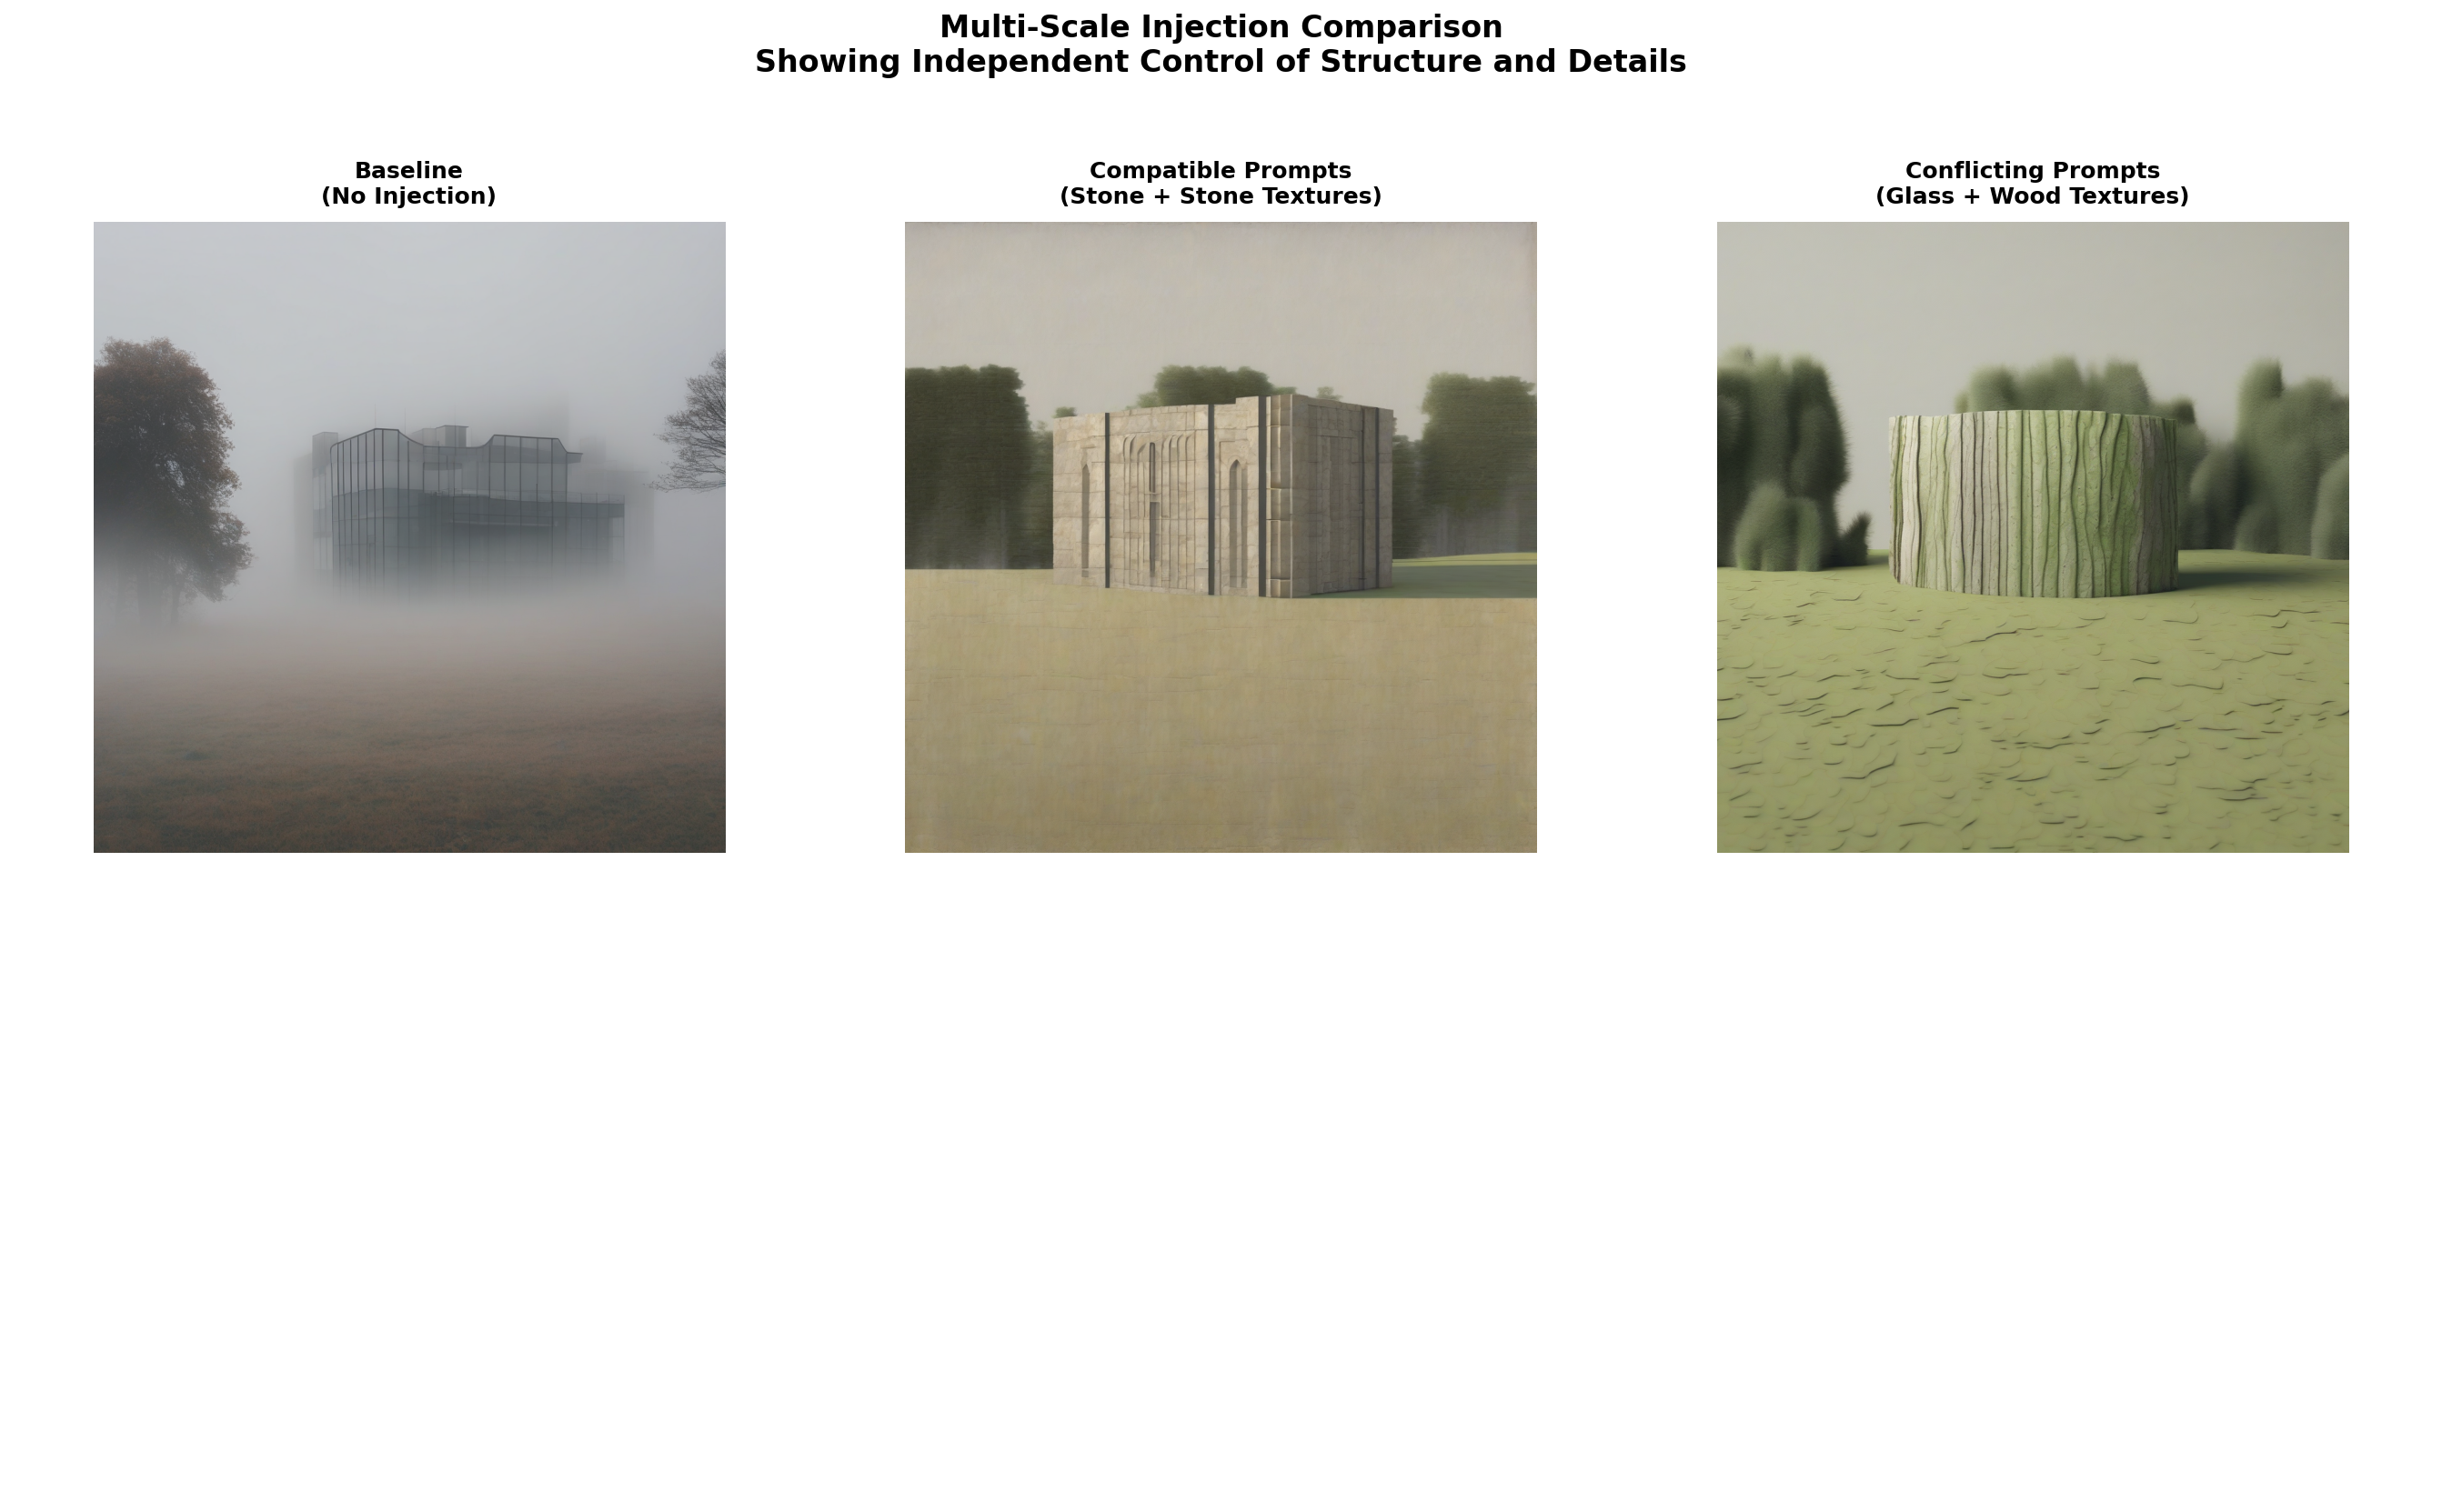 Multi-Scale Injection Comparison
Showing Independent Control of Structure and Details
Baseline
(No Injection)
Compatible Prompts
(Stone + Stone Textures)
Conflicting Prompts
(Glass + Wood Textures)